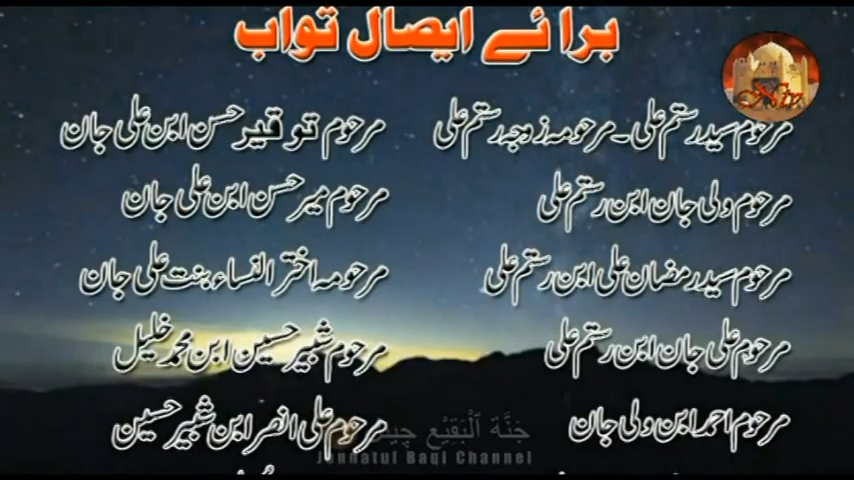 برائے ایصال ثواب
مرحوم سید رستم علی۔ مرحومہ زوجہ رستم علی
مرحوم ولی جان ابن رستم علی
مرحوم سید رمضان علی ابن رستم علی
مرحوم علی جان ابن رستم علی
مرحوم احمد ابن ولی جان
مرحوم توقیر حسن ابن علی جان
مرحوم میر حسن ابن علی جان
مرحومہ اختر النساء بنت علی جان
مرحوم شبیر حسین ابن محمد خلیل
مرحوم علی انصر ابن شبیر حسین
جَنَّة الْبَقِيْع چینل
Jannatul Baqi Channel